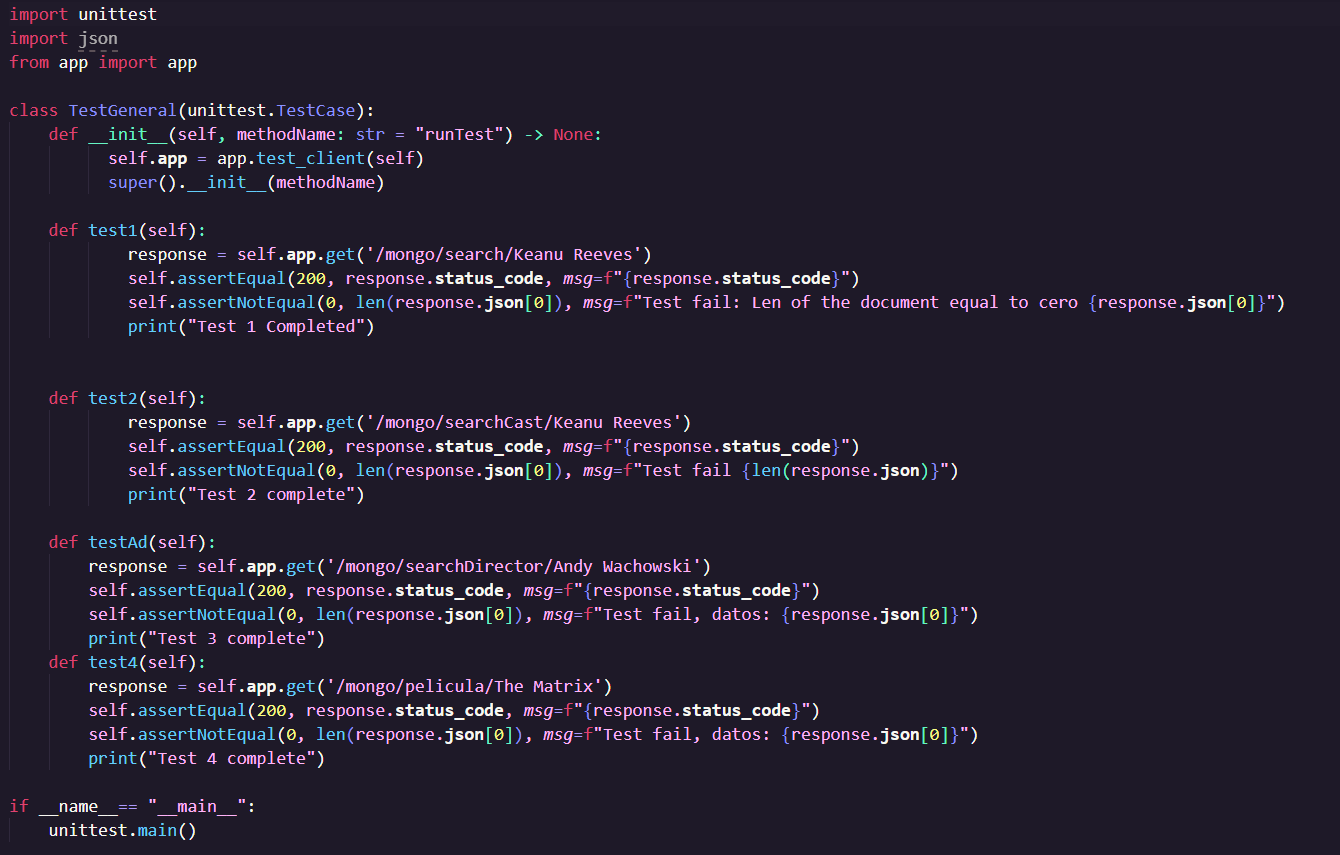 import unittest
import json
from app import app
class TestGeneral(unittest.TestCase):
    def __init__(self, methodName: str = "runTest") -> None:
          self.app = app.test_client(self)
          super().__init__(methodName)
    def test1(self):
            response = self.app.get('/mongo/search/Keanu Reeves')
            self.assertEqual(200, response.status_code, msg=f"{response.status_code}")
            self.assertNotEqual(0, len(response.json[0]), msg=f"Test fail: Len of the document equal to cero {response.json[0]}")
            print("Test 1 Completed")
    def test2(self):
            response = self.app.get('/mongo/searchCast/Keanu Reeves')
            self.assertEqual(200, response.status_code, msg=f"{response.status_code}")
            self.assertNotEqual(0, len(response.json[0]), msg=f"Test fail {len(response.json)}")
            print("Test 2 complete")
    def testAd(self):
        response = self.app.get('/mongo/searchDirector/Andy Wachowski')
        self.assertEqual(200, response.status_code, msg=f"{response.status_code}")
        self.assertNotEqual(0, len(response.json[0]), msg=f"Test fail, datos: {response.json[0]}")
        print("Test 3 complete")
    def test4(self):
        response = self.app.get('/mongo/pelicula/The Matrix')
        self.assertEqual(200, response.status_code, msg=f"{response.status_code}")
        self.assertNotEqual(0, len(response.json[0]), msg=f"Test fail, datos: {response.json[0]}")
        print("Test 4 complete")
if __name__== "__main__":
    unittest.main()